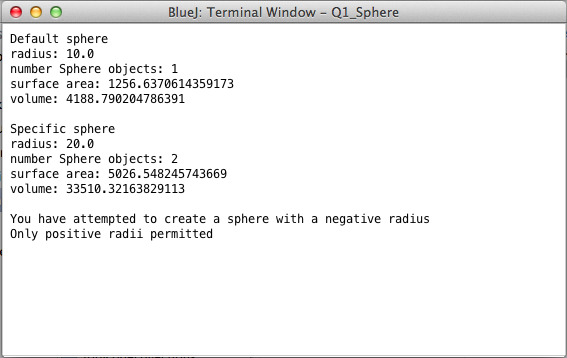 BlueJ: Terminal Window - Q1_Sphere
Default sphere
radius: 10.0
number Sphere objects: 1
surface area: 1256.6370614359173
volume: 4188.790204786391
Specific sphere
radius: 20.0
number Sphere objects: 2
surface area: 5026.548245743669
volume: 33510.32163829113
You have attempted to create a sphere with a negative radius
Only positive radii permitted